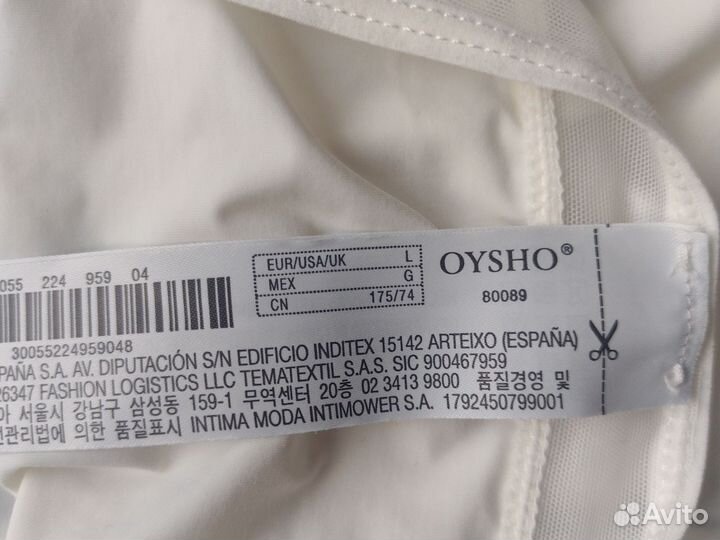 055 224 959 04
30055224959048
EUR/USA/UK L
MEX G
CN 175/74
OYSHO®
80089
PAÑA S.A. AV. DIPUTACIÓN S/N EDIFICIO INDITEX 15142 ARTEIXO (ESPAÑA)
26347 FASHION LOGISTICS LLC TEMATEXTIL S.A.S. SIC 900467959
아 서울시 강남구 삼성동 159-1 무역센터 20층 02 3413 9800 품질경영 및
전관리법에 의한 품질표시 INTIMA MODA INTIMOWER S.A. 1792450799001
Avito